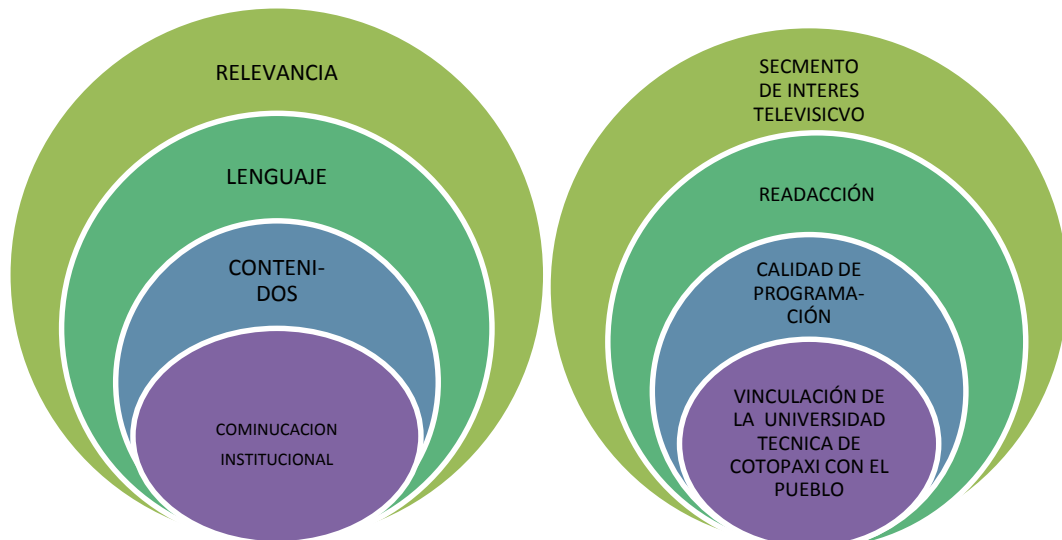 RELEVANCIA
LENGUAJE
CONTENI-
DOS
COMINUCACION
INSTITUCIONAL
SECMENTO
DE INTERES
TELEVISICVO
READACCIÓN
CALIDAD DE
PROGRAMA-
CIÓN
VINCULACIÓN DE
LA UNIVERSIDAD
TECNICA DE
COTOPAXI CON EL
PUEBLO